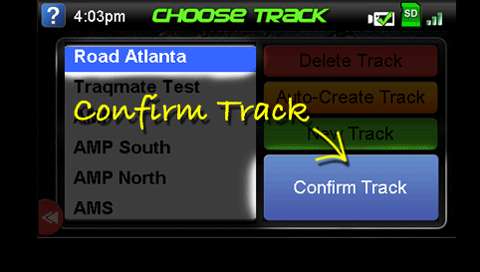 ?
4:03pm
CHOOSE TRACK
SD
Road Atlanta
Traqmate Test
AMP South
AMP North
AMS
Delete Track
Auto-Create Track
New Track
Confirm Track
Confirm Track